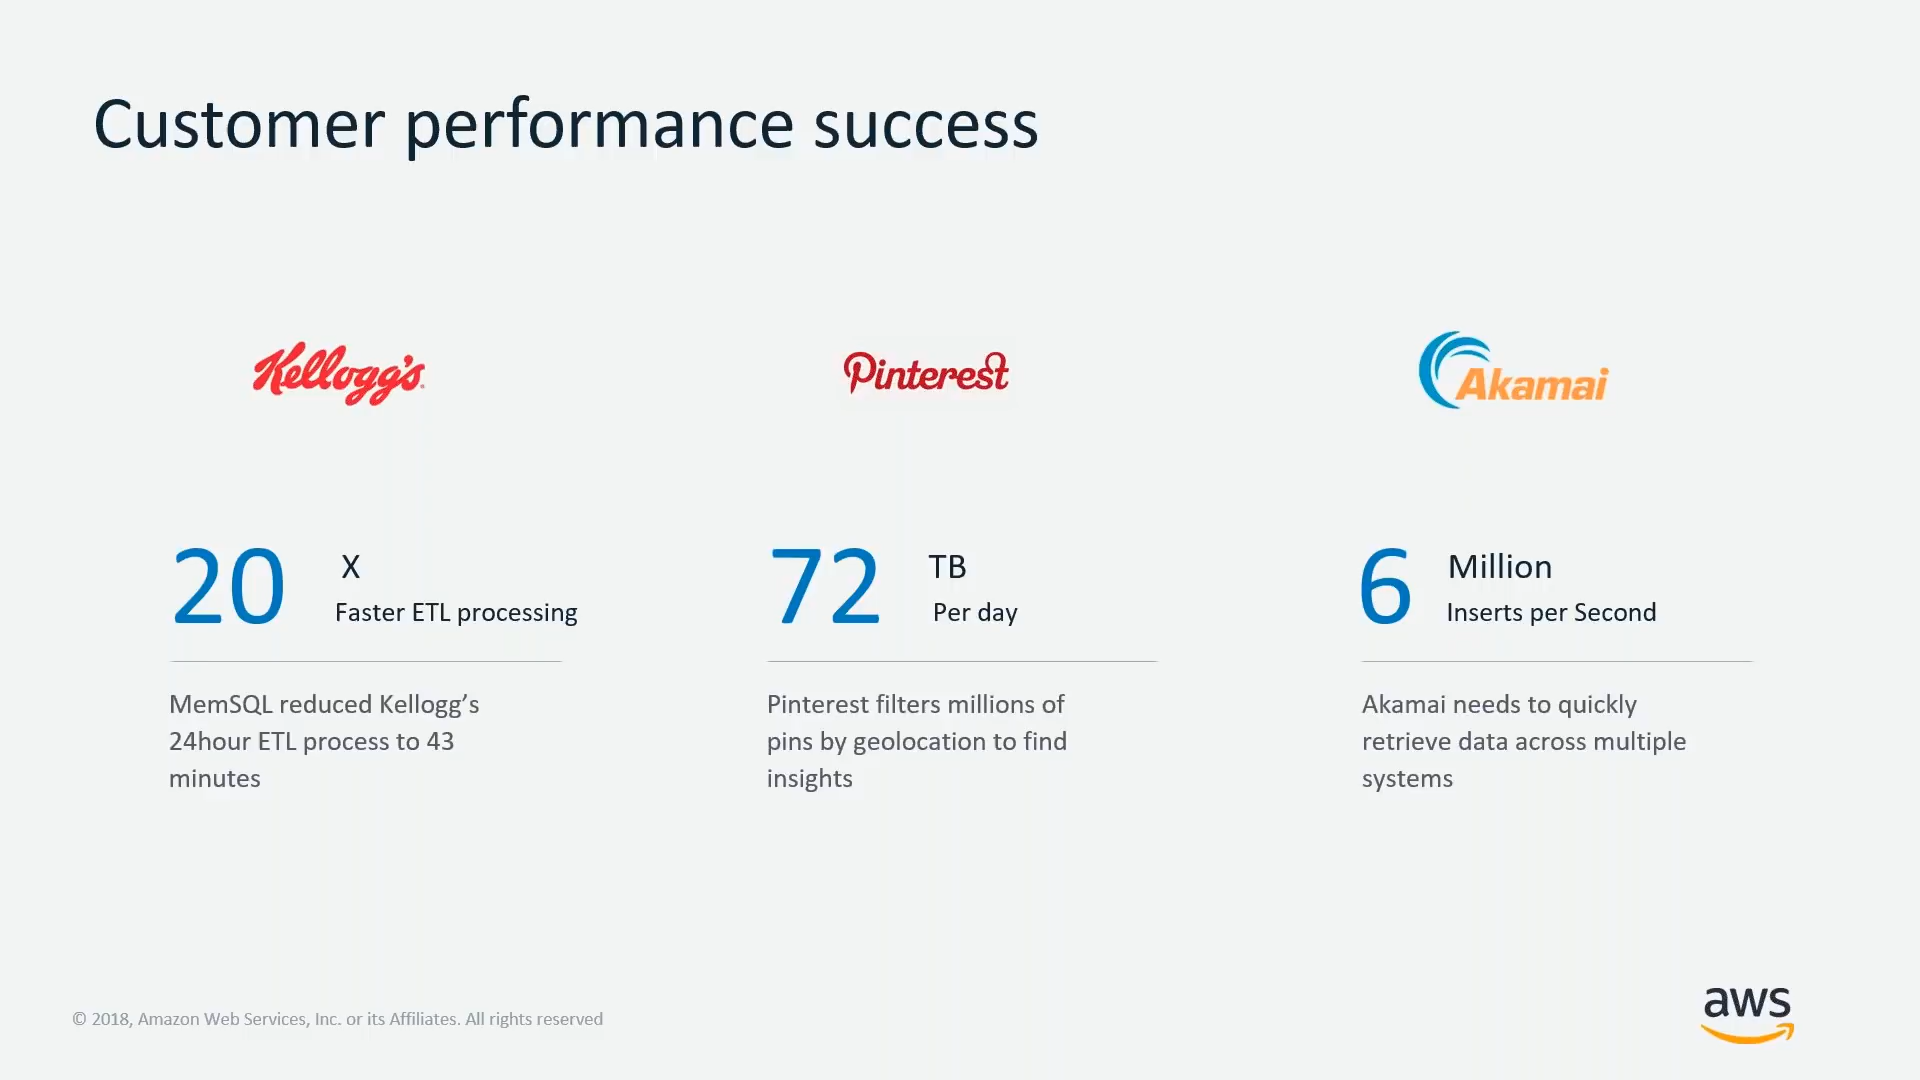 Customer performance success
Kellogg's
Pinterest
Akamai
20 X
Faster ETL processing
72 TB
Per day
6 Million
Inserts per Second
MemSQL reduced Kellogg’s
24hour ETL process to 43
minutes
Pinterest filters millions of
pins by geolocation to find
insights
Akamai needs to quickly
retrieve data across multiple
systems
© 2018, Amazon Web Services, Inc. or its Affiliates. All rights reserved
aws